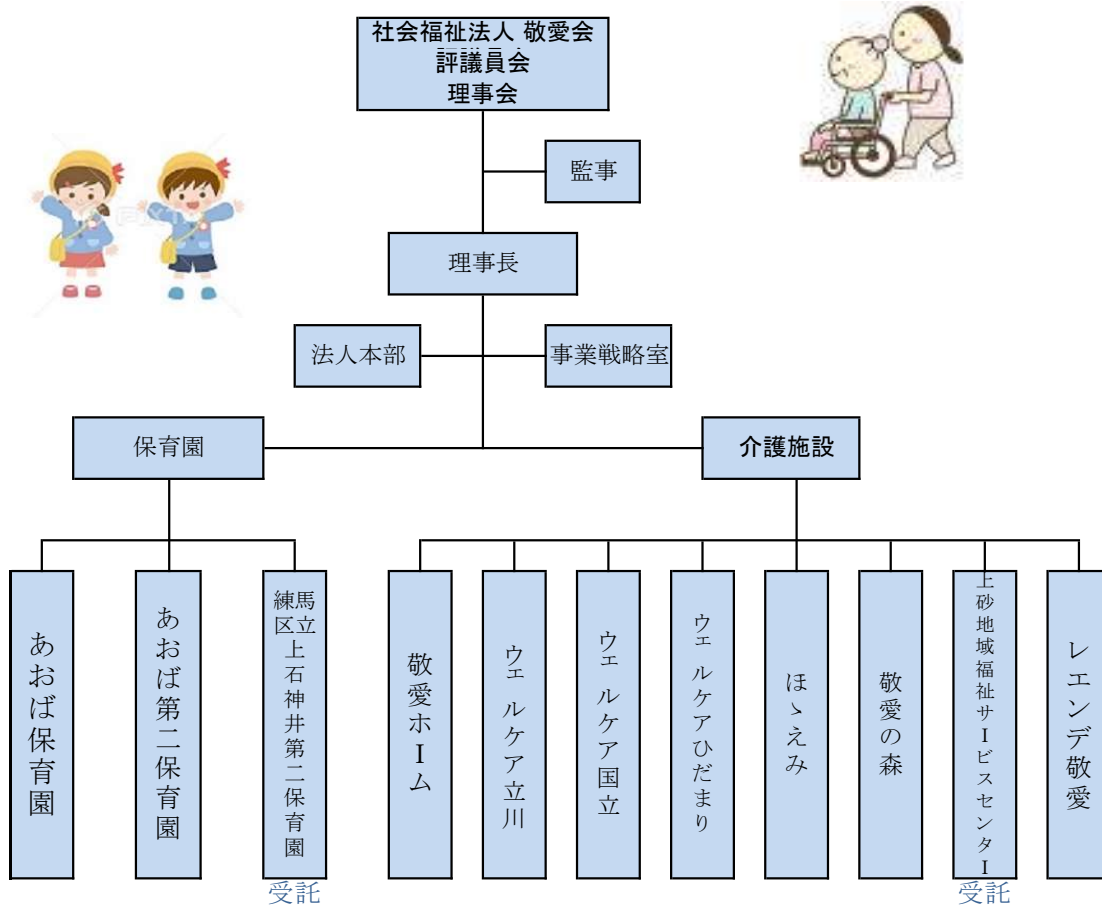 社会福祉法人 敬愛会
評議員会
理事会
監事
理事長
法人本部
事業戦略室
保育園
介護施設
あおば保育園
あおば第二保育園
練馬区立上石神井第二保育園
敬愛ホーム
ウェルケア立川
ウェルケア国立
ウェルケアひだまり
ほゝえみ
敬愛の森
上砂地域福祉サービスセンター
レエンデ敬愛
受託
受託